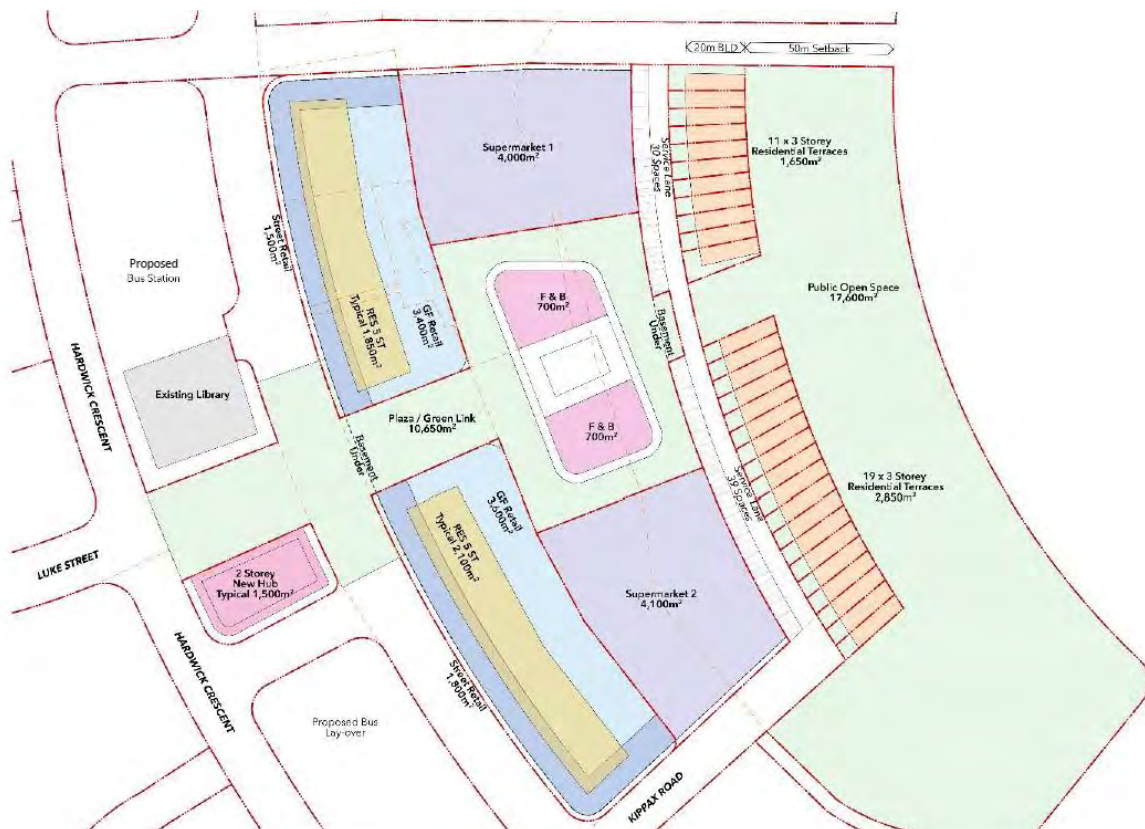 20m BLD
50m Setback
11 x 3 Storey
Residential Terraces
1,650m²
Supermarket 1
4,000m²
Service Lane
30 Spaces
Street Retail
1,500m²
Proposed
Bus Station
RES 5 ST
Typical 1,850m²
GF Retail
3,400m²
F & B
700m²
Basement
Under
Public Open Space
17,600m²
HARDWICK CRESCENT
Existing Library
Plaza / Green Link
10,650m²
F & B
700m²
Basement
Under
GF Retail
3,600m²
RES 5 ST
Typical 2,100m²
Service Lane
39 Spaces
19 x 3 Storey
Residential Terraces
2,850m²
LUKE STREET
2 Storey
New Hub
Typical 1,500m²
Supermarket 2
4,100m²
HARDWICK CRESCENT
Street Retail
1,800m²
Proposed Bus
Lay-over
KIPPAX ROAD